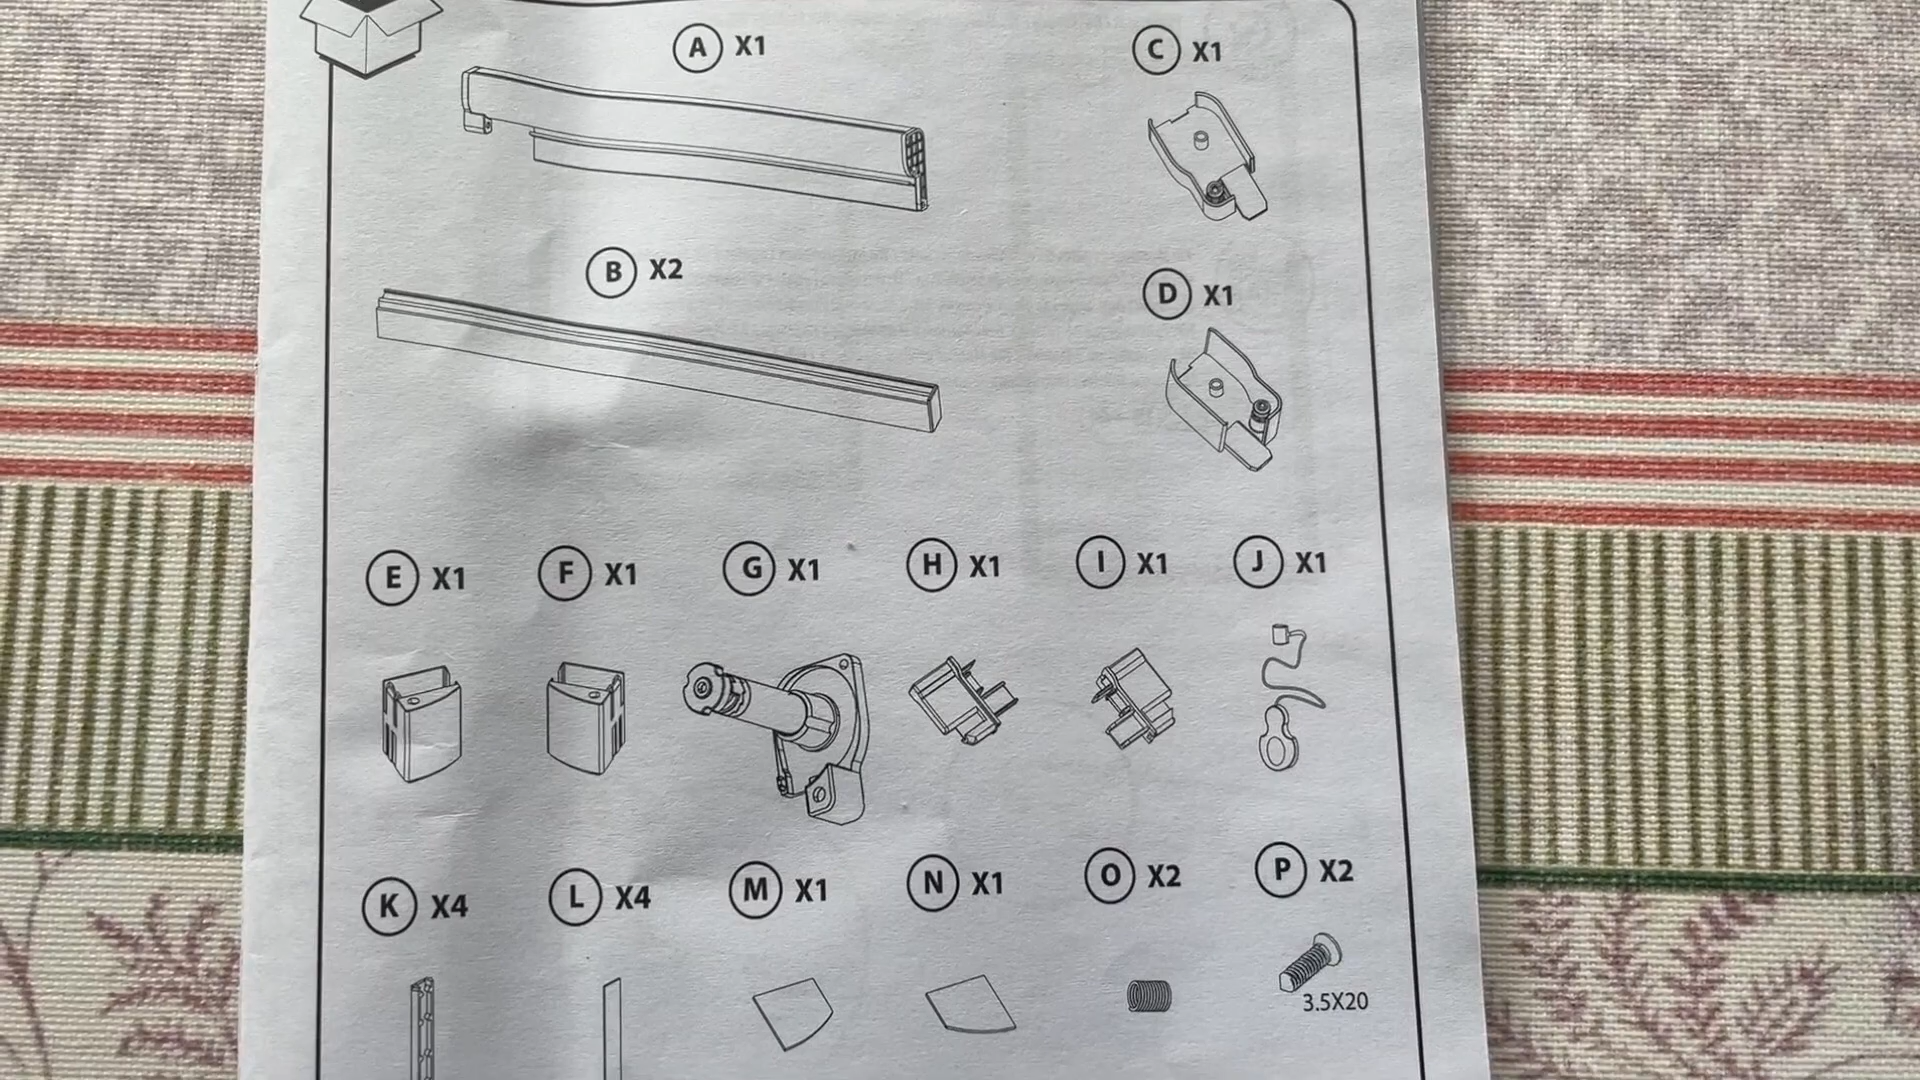 A X1
C X1
B X2
D X1
E X1
F X1
G X1
H X1
I X1
J X1
K X4
L X4
M X1
N X1
O X2
P X2
3.5X20